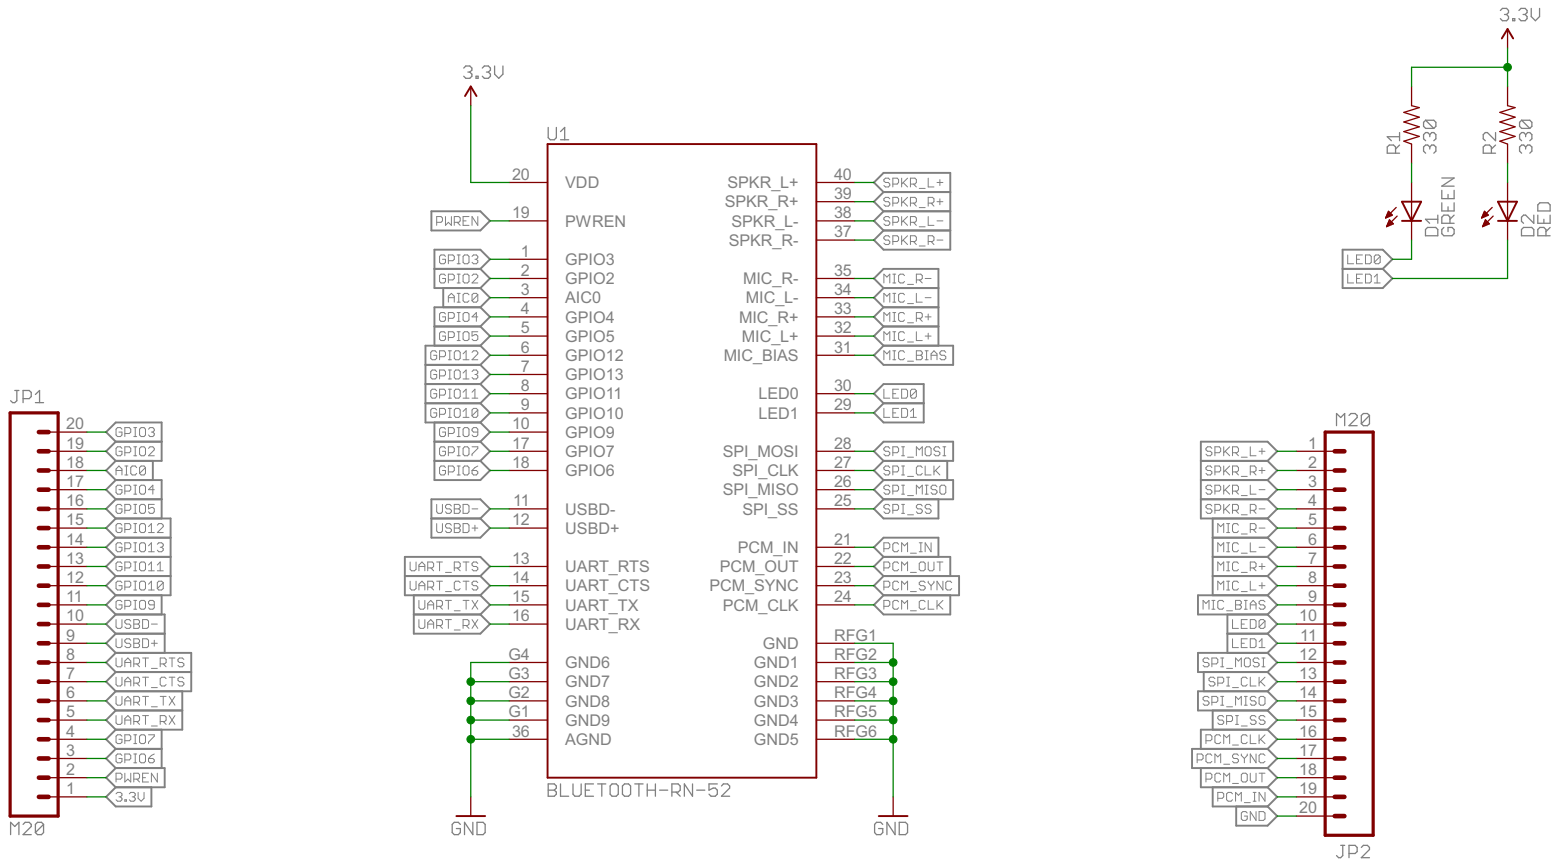 3.3V
R1
330
R2
330
D1
GREEN
D2
RED
LED0
LED1
3.3V
U1
20 VDD
PWREN 19 PWREN
GPIO3 1 GPIO3
GPIO2 2 GPIO2
AIC0 3 AIC0
GPIO4 4 GPIO4
GPIO5 5 GPIO5
GPIO12 6 GPIO12
GPIO13 7 GPIO13
GPIO11 8 GPIO11
GPIO10 9 GPIO10
GPIO9 10 GPIO9
GPIO7 17 GPIO7
GPIO6 18 GPIO6
USBD- 11 USBD-
USBD+ 12 USBD+
UART_RTS 13 UART_RTS
UART_CTS 14 UART_CTS
UART_TX 15 UART_TX
UART_RX 16 UART_RX
G4 GND6
G3 GND7
G2 GND8
G1 GND9
36 AGND
SPKR_L+ 40 SPKR_L+
SPKR_R+ 39 SPKR_R+
SPKR_L- 38 SPKR_L-
SPKR_R- 37 SPKR_R-
MIC_R- 35 MIC_R-
MIC_L- 34 MIC_L-
MIC_R+ 33 MIC_R+
MIC_L+ 32 MIC_L+
MIC_BIAS 31 MIC_BIAS
LED0 30 LED0
LED1 29 LED1
SPI_MOSI 28 SPI_MOSI
SPI_CLK 27 SPI_CLK
SPI_MISO 26 SPI_MISO
SPI_SS 25 SPI_SS
PCM_IN 21 PCM_IN
PCM_OUT 22 PCM_OUT
PCM_SYNC 23 PCM_SYNC
PCM_CLK 24 PCM_CLK
GND RFG1
GND1 RFG2
GND2 RFG3
GND3 RFG4
GND4 RFG5
GND5 RFG6
BLUETOOTH-RN-52
GND
GND
JP1
20 GPIO3
19 GPIO2
18 AIC0
17 GPIO4
16 GPIO5
15 GPIO12
14 GPIO13
13 GPIO11
12 GPIO10
11 GPIO9
10 USBD-
9 USBD+
8 UART_RTS
7 UART_CTS
6 UART_TX
5 UART_RX
4 GPIO7
3 GPIO6
2 PWREN
1 3.3V
M20
M20
SPKR_L+ 1
SPKR_R+ 2
SPKR_L- 3
SPKR_R- 4
MIC_R- 5
MIC_L- 6
MIC_R+ 7
MIC_L+ 8
MIC_BIAS 9
LED0 10
LED1 11
SPI_MOSI 12
SPI_CLK 13
SPI_MISO 14
SPI_SS 15
PCM_CLK 16
PCM_SYNC 17
PCM_OUT 18
PCM_IN 19
GND 20
JP2